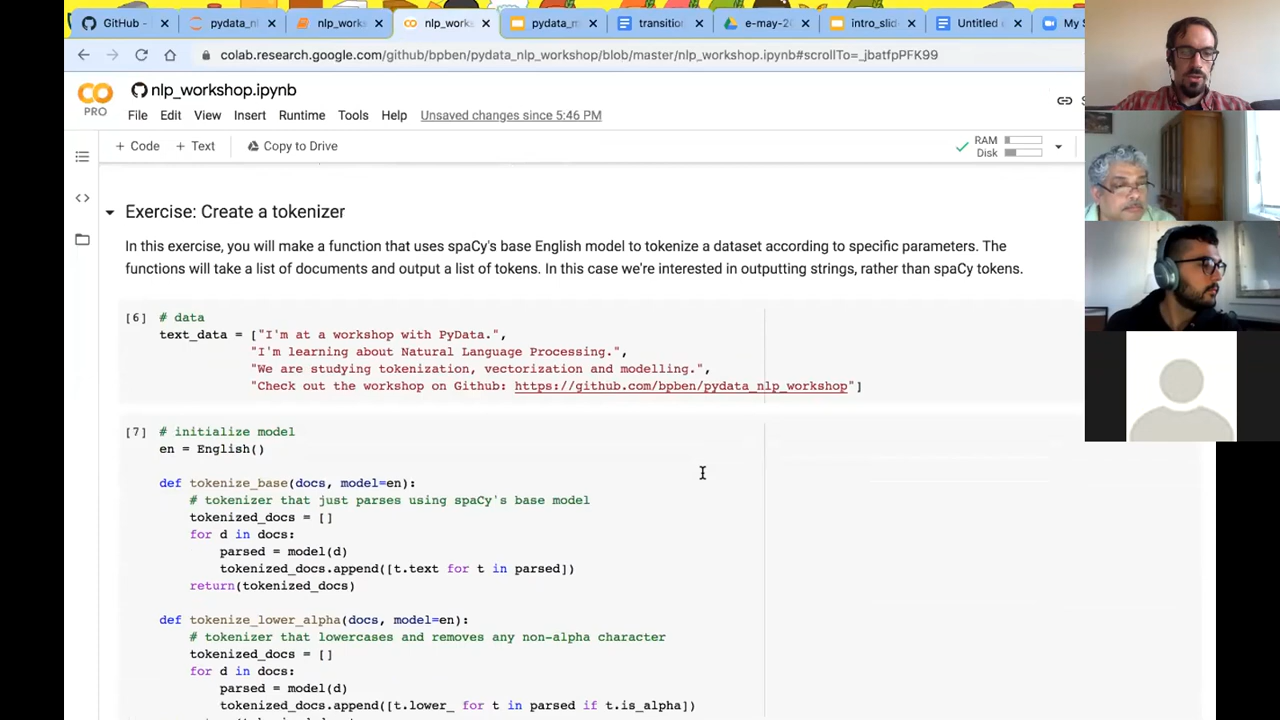 GitHub -
pydata_nl
nlp_works
nlp_works
pydata_m
transition
e-may-20
intro_slid
Untitled
My S
colab.research.google.com/github/bpben/pydata_nlp_workshop/blob/master/nlp_workshop.ipynb#scrollTo=_jbatfpPFK99
PRO
nlp_workshop.ipynb
File Edit View Insert Runtime Tools Help Unsaved changes since 5:46 PM
+ Code + Text Copy to Drive
RAM
Disk
Exercise: Create a tokenizer
In this exercise, you will make a function that uses spaCy's base English model to tokenize a dataset according to specific parameters. The
functions will take a list of documents and output a list of tokens. In this case we're interested in outputting strings, rather than spaCy tokens.
[6] # data
text_data = ["I'm at a workshop with PyData.",
"I'm learning about Natural Language Processing.",
"We are studying tokenization, vectorization and modelling.",
"Check out the workshop on Github: https://github.com/bpben/pydata_nlp_workshop"]
[7] # initialize model
en = English()
def tokenize_base(docs, model=en):
# tokenizer that just parses using spaCy's base model
tokenized_docs = []
for d in docs:
parsed = model(d)
tokenized_docs.append([t.text for t in parsed])
return(tokenized_docs)
def tokenize_lower_alpha(docs, model=en):
# tokenizer that lowercases and removes any non-alpha character
tokenized_docs = []
for d in docs:
parsed = model(d)
tokenized_docs.append([t.lower_ for t in parsed if t.is_alpha])